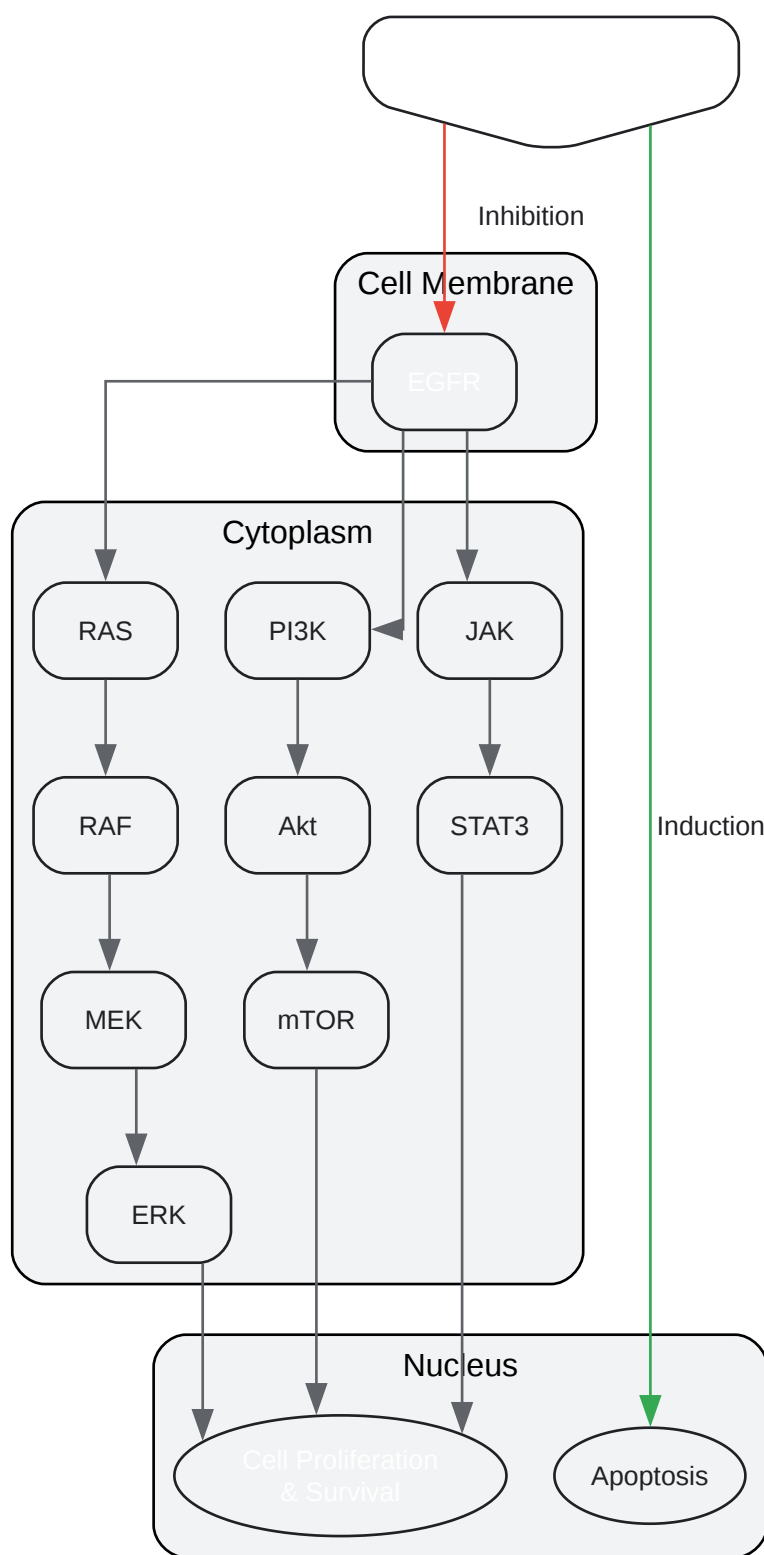 Inhibition
Cell Membrane
EGFR
Cytoplasm
RAS
PI3K
JAK
RAF
Akt
STAT3
Induction
MEK
mTOR
ERK
Nucleus
Cell Proliferation
& Survival
Apoptosis